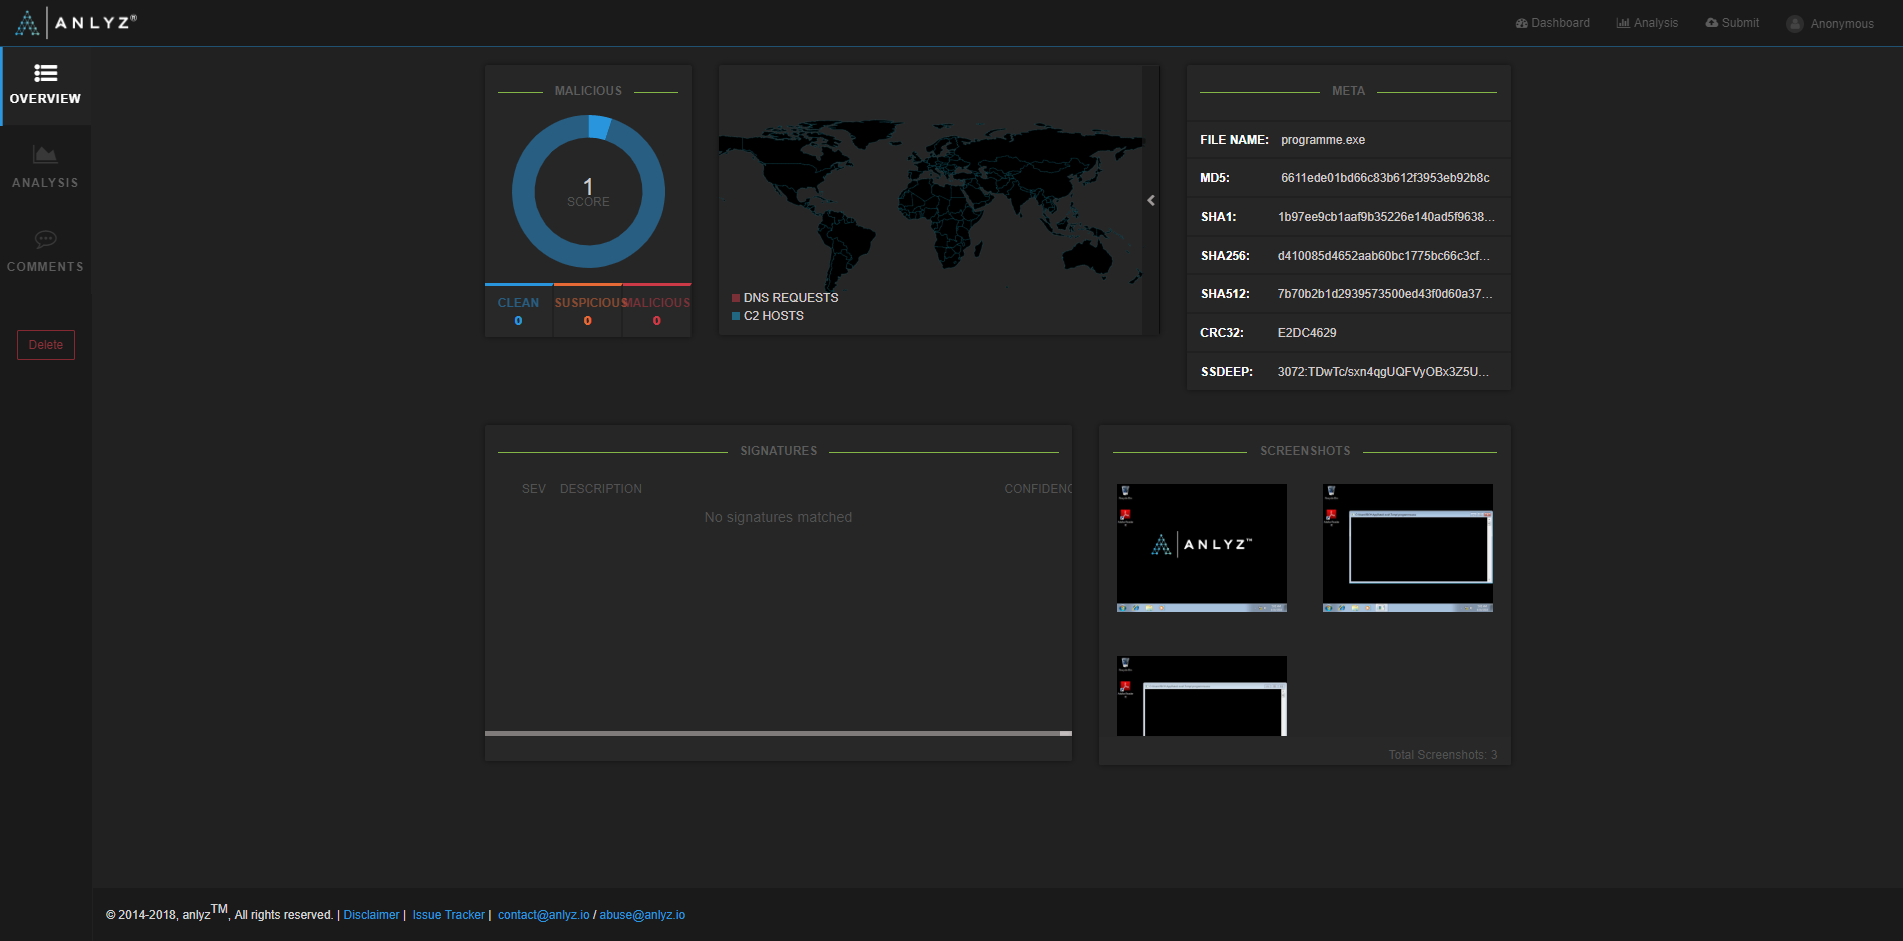 ANLYZ®
Dashboard
Analysis
Submit
Anonymous
OVERVIEW
ANALYSIS
COMMENTS
Delete
MALICIOUS
1
SCORE
CLEAN
0
SUSPICIOUS
0
MALICIOUS
0
DNS REQUESTS
C2 HOSTS
META
FILE NAME: programme.exe
MD5: 6611ede01bd66c83b612f3953eb92b8c
SHA1: 1b97ee9cb1aaf9b35226e140ad5f9638...
SHA256: d410085d4652aab60bc1775bc66c3cf...
SHA512: 7b70b2b1d2939573500ed43f0d60a37...
CRC32: E2DC4629
SSDEEP: 3072:TDwTc/sxn4qgUQFVyOBx3Z5U...
SIGNATURES
SEV DESCRIPTION CONFIDENC
No signatures matched
SCREENSHOTS
ANLYZ™
Total Screenshots: 3
© 2014-2018, anlyzTM, All rights reserved. | Disclaimer | Issue Tracker | contact@anlyz.io / abuse@anlyz.io